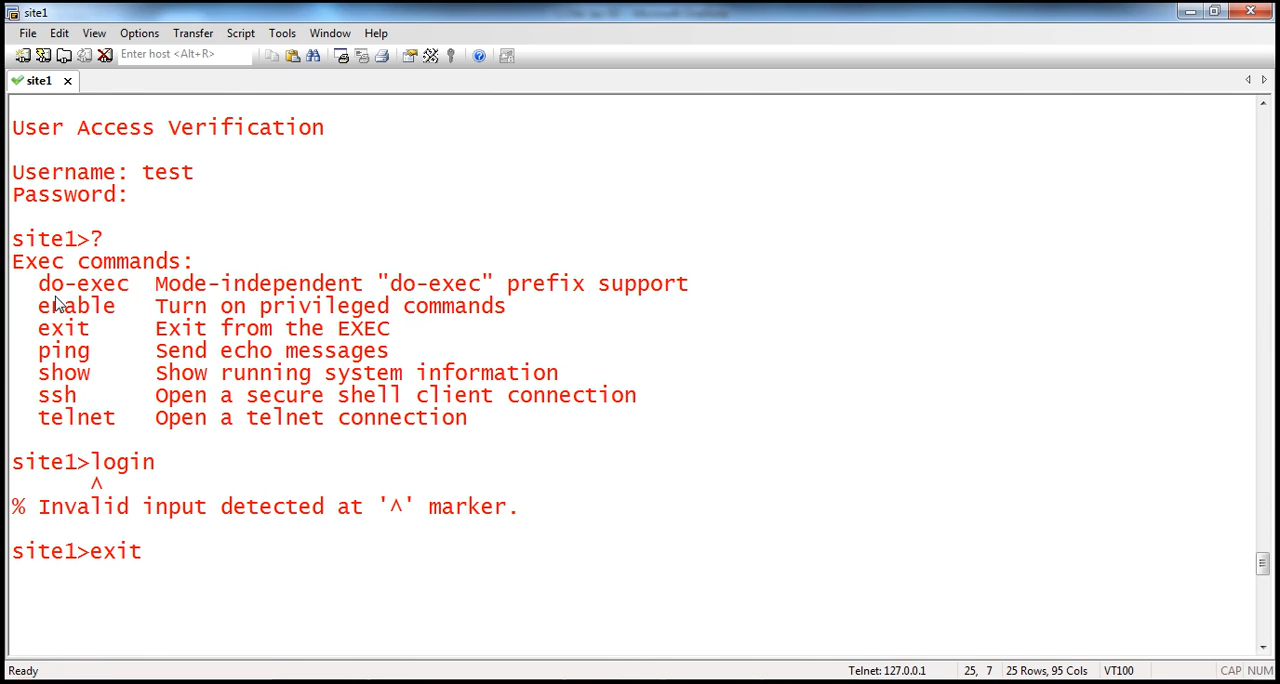 site1
File Edit View Options Transfer Script Tools Window Help
Enter host <Alt+R>
site1
User Access Verification
Username: test
Password:
site1>?
Exec commands:
do-exec Mode-independent "do-exec" prefix support
enable Turn on privileged commands
exit Exit from the EXEC
ping Send echo messages
show Show running system information
ssh Open a secure shell client connection
telnet Open a telnet connection
site1>login
^
% Invalid input detected at '^' marker.
site1>exit
Ready Telnet: 127.0.0.1 25, 7 25 Rows, 95 Cols VT100 CAP NUM